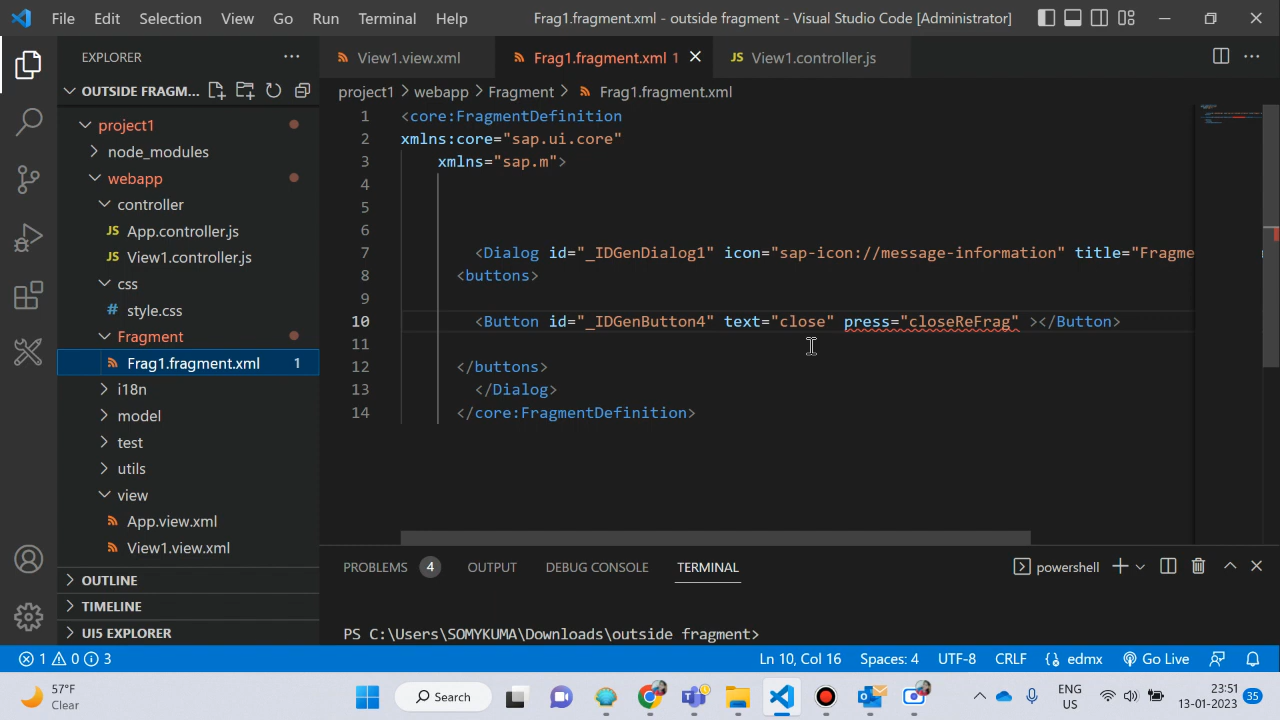 File Edit Selection View Go Run Terminal Help Frag1.fragment.xml - outside fragment - Visual Studio Code [Administrator]
EXPLORER
View1.view.xml
Frag1.fragment.xml 1
JS View1.controller.js
OUTSIDE FRAGM...
project1 > webapp > Fragment > Frag1.fragment.xml
project1
node_modules
webapp
controller
JS App.controller.js
JS View1.controller.js
css
# style.css
Fragment
Frag1.fragment.xml 1
i18n
model
test
utils
view
App.view.xml
View1.view.xml
OUTLINE
TIMELINE
UI5 EXPLORER
1 <core:FragmentDefinition
2 xmlns:core="sap.ui.core"
3 xmlns="sap.m">
4
5
6
7 <Dialog id="_IDGenDialog1" icon="sap-icon://message-information" title="Fragme
8 <buttons>
9
10 <Button id="_IDGenButton4" text="close" press="closeReFrag" ></Button>
11
12 </buttons>
13 </Dialog>
14 </core:FragmentDefinition>
PROBLEMS 4 OUTPUT DEBUG CONSOLE TERMINAL powershell
PS C:\Users\SOMYKUMA\Downloads\outside fragment>
1 0 3 Ln 10, Col 16 Spaces: 4 UTF-8 CRLF {} edmx Go Live
57°F
Clear
Search
ENG
UC
23:51
13-01-2023
35